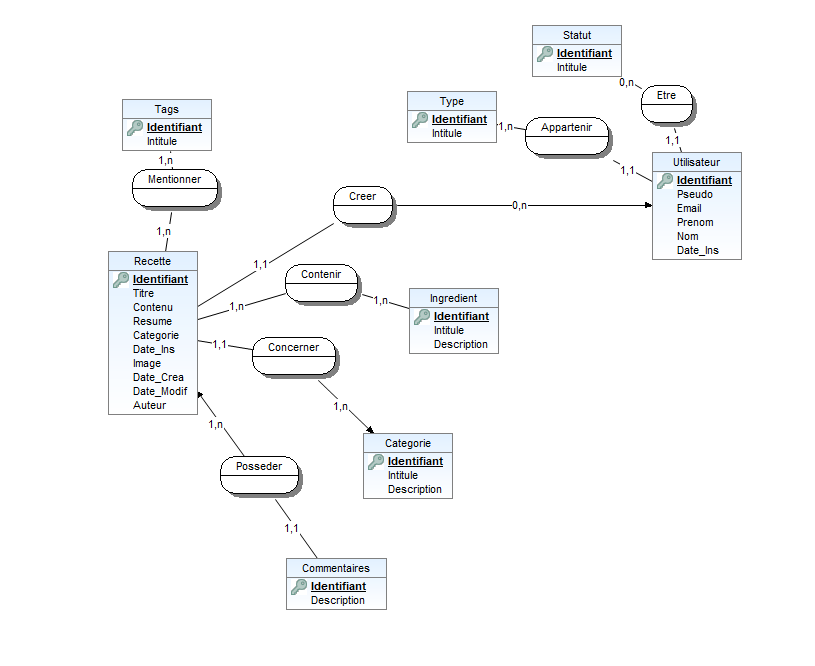 Statut
Identifiant
Intitule
0,n
Etre
1,1
Type
Identifiant
Intitule
1,n
Appartenir
1,1
Utilisateur
Identifiant
Pseudo
Email
Prenom
Nom
Date_Ins
Tags
Identifiant
Intitule
1,n
Mentionner
1,n
Creer
0,n
1,1
Recette
Identifiant
Titre
Contenu
Resume
Categorie
Date_Ins
Image
Date_Crea
Date_Modif
Auteur
Contenir
1,n
1,n
Ingredient
Identifiant
Intitule
Description
Concerner
1,1
1,n
Categorie
Identifiant
Intitule
Description
1,n
Posseder
1,1
Commentaires
Identifiant
Description